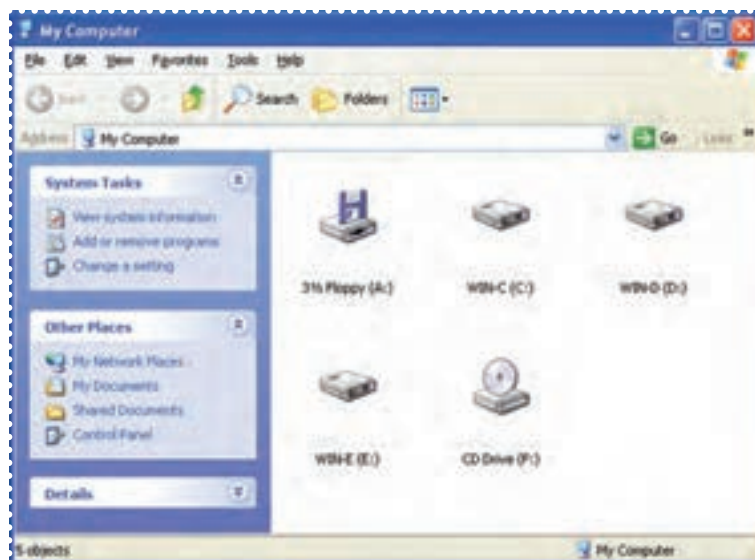 My Computer
File Edit View Favorites Tools Help
Back Search Folders
Address My Computer Go Links
System Tasks
View system information
Add or remove programs
Change a setting
Other Places
My Network Places
My Documents
Shared Documents
Control Panel
Details
3½ Floppy (A:)
WIN-C (C:)
WIN-D (D:)
WIN-E (E:)
CD Drive (F:)
5 objects
My Computer